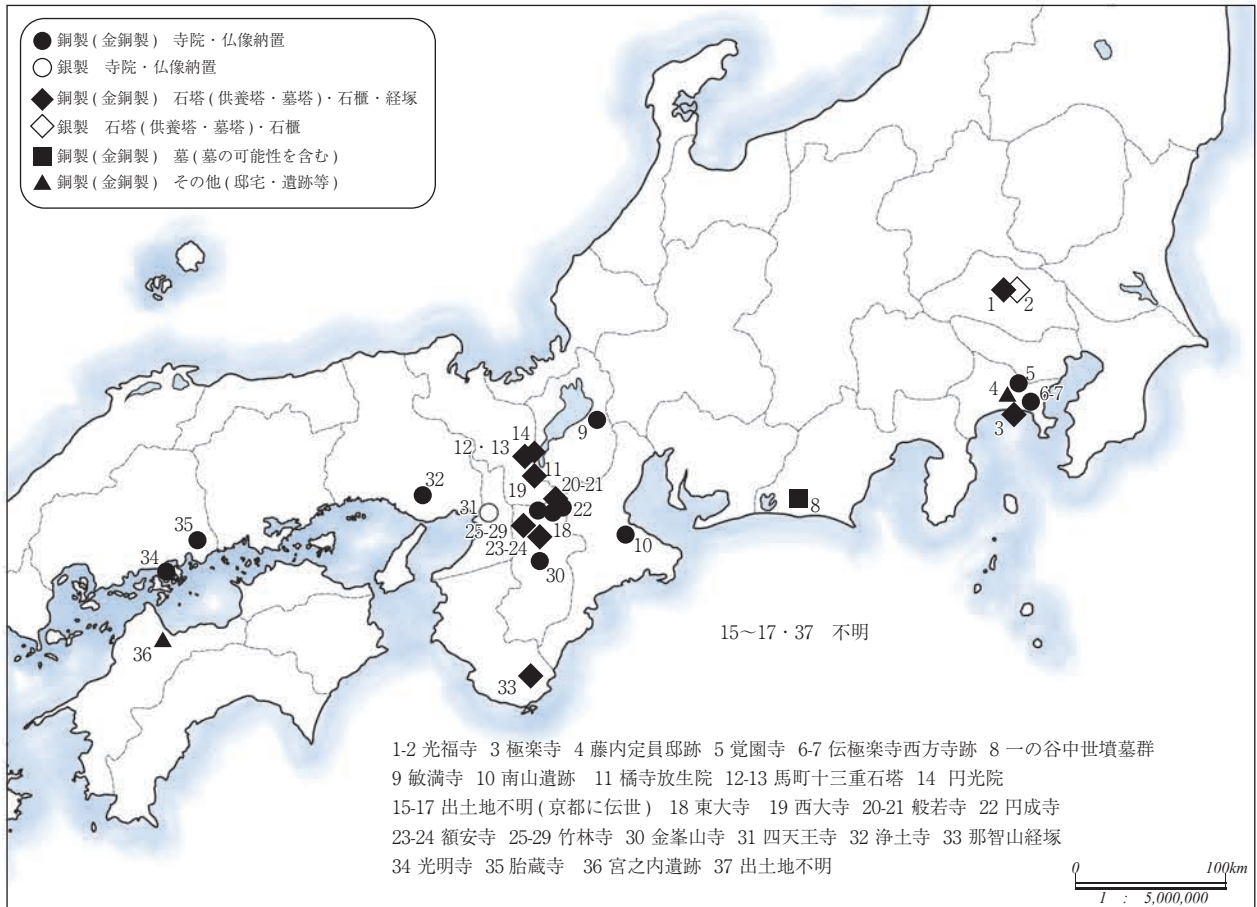 銅製(金銅製) 寺院・仏像納置
銀製 寺院・仏像納置
銅製(金銅製) 石塔(供養塔・墓塔)・石櫃・経塚
銀製 石塔(供養塔・墓塔)・石櫃
銅製(金銅製) 墓(墓の可能性を含む)
銅製(金銅製) その他(邸宅・遺跡等)
1
2
5
4
6-7
3
9
14
12・13
11
20-21
19
32
31
22
8
35
25-29
18
23-24
10
34
30
15～17・37 不明
36
33
1-2 光福寺 3 極楽寺 4 藤内定員邸跡 5 覚園寺 6-7 伝極楽寺西方寺跡 8 一の谷中世墳墓群
9 敏満寺 10 南山遺跡 11 橘寺放生院 12-13 馬町十三重石塔 14 円光院
15-17 出土地不明(京都に伝世) 18 東大寺 19 西大寺 20-21 般若寺 22 円成寺
23-24 額安寺 25-29 竹林寺 30 金峯山寺 31 四天王寺 32 浄土寺 33 那智山経塚
34 光明寺 35 胎蔵寺 36 宮之内遺跡 37 出土地不明
0 100km
1 : 5,000,000